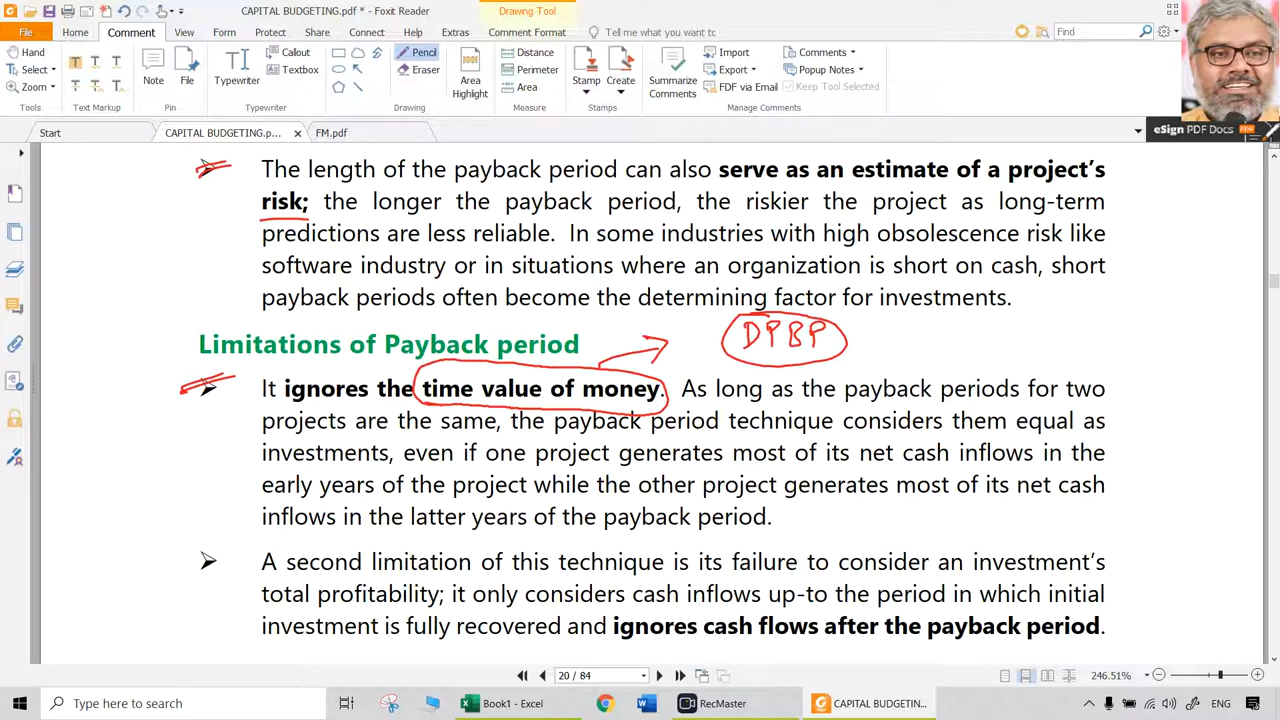 CAPITAL BUDGETING.pdf * - Foxit Reader
Drawing Tool
File Home Comment View Form Protect Share Connect Help Extras Comment Format Tell me what you want to Find
Hand
Select
Zoom
Tools
Text Markup
Note
File
Pin
Typewriter
Callout
Textbox
Typewriter
Pencil
Eraser
Drawing
Area
Highlight
Distance
Perimeter
Area
Measure
Stamp
Create
Stamps
Summarize
Comments
Import
Export
FDF via Email
Comments
Popup Notes
Keep Tool Selected
Manage Comments
Start CAPITAL BUDGETING.p... × FM.pdf
eSign PDF Docs
➤ The length of the payback period can also serve as an estimate of a project's
risk; the longer the payback period, the riskier the project as long-term
predictions are less reliable. In some industries with high obsolescence risk like
software industry or in situations where an organization is short on cash, short
payback periods often become the determining factor for investments.
DPBP
Limitations of Payback period
➤ It ignores the time value of money. As long as the payback periods for two
projects are the same, the payback period technique considers them equal as
investments, even if one project generates most of its net cash inflows in the
early years of the project while the other project generates most of its net cash
inflows in the latter years of the payback period.
➤ A second limitation of this technique is its failure to consider an investment's
total profitability; it only considers cash inflows up-to the period in which initial
investment is fully recovered and ignores cash flows after the payback period.
20 / 84
246.51%
Type here to search
Book1 - Excel
RecMaster
CAPITAL BUDGETIN...
ENG